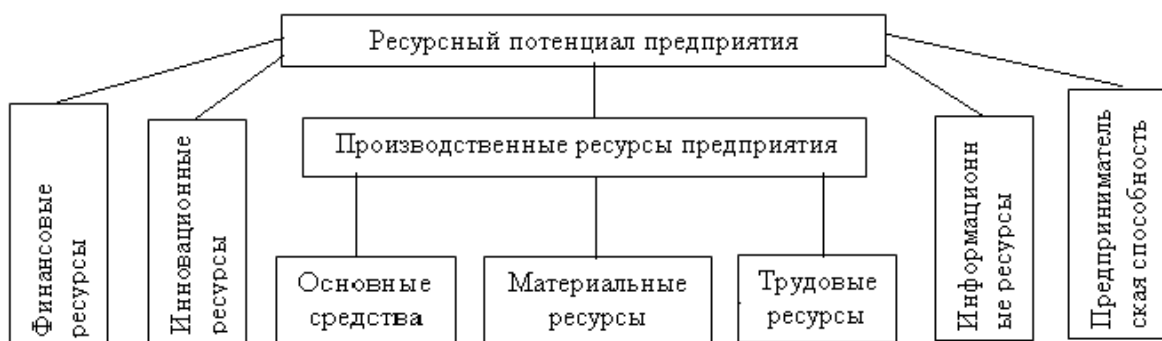 Ресурсный потенциал предприятия
Финансовые
ресурсы
Инновационные
ресурсы
Производственные ресурсы предприятия
Основные
средства
Материальные
ресурсы
Трудовые
ресурсы
Информационн
ые ресурсы
Предприниматель
ская способность